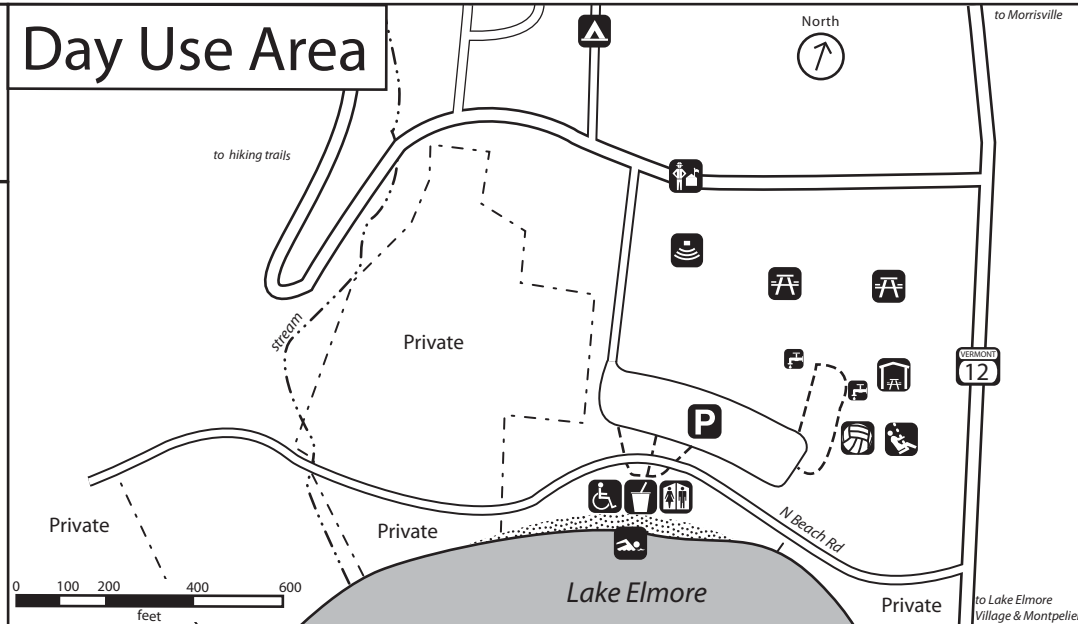 Day Use Area
to Morrisville
North
to hiking trails
stream
Private
VERMONT
12
P
Private
Private
N Beach Rd
0 100 200 400 600
feet
Lake Elmore
Private
to Lake Elmore
Village & Montpelier